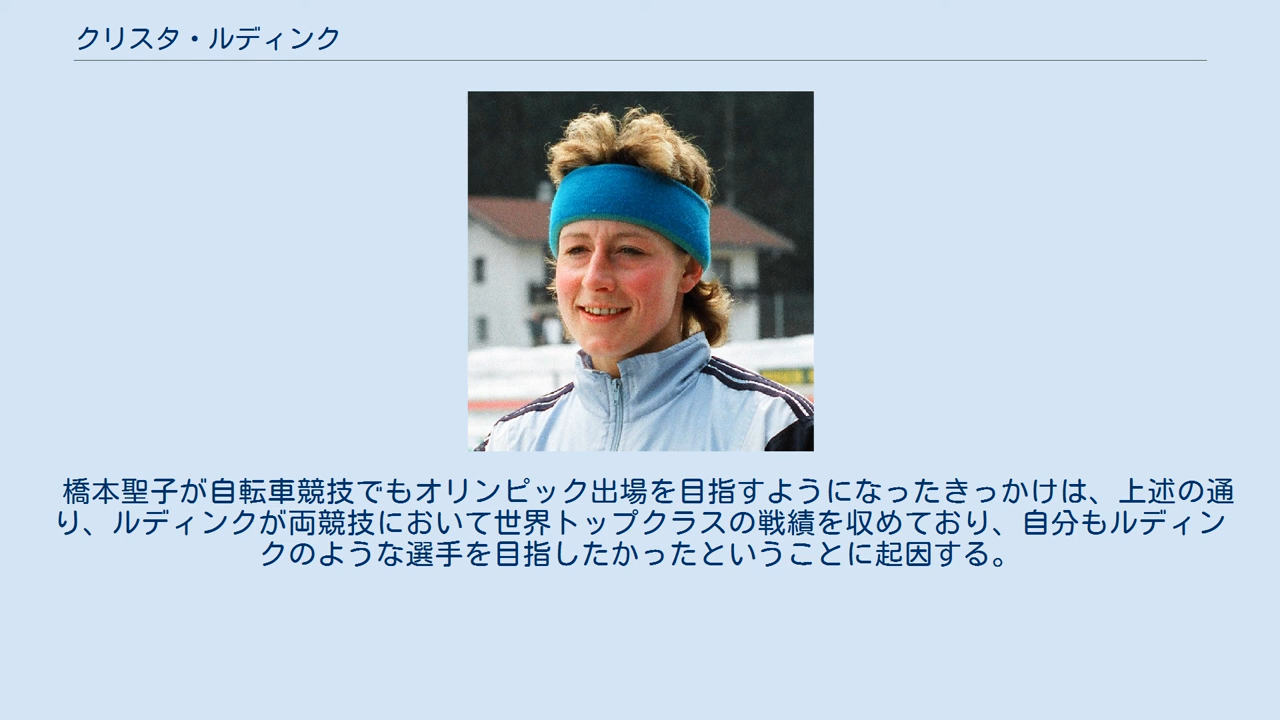 クリスタ・ルディンク
橋本聖子が自転車競技でもオリンピック出場を目指すようになったきっかけは、上述の通
り、ルディンクが両競技において世界トップクラスの戦績を収めており、自分もルディン
クのような選手を目指したかったということに起因する。